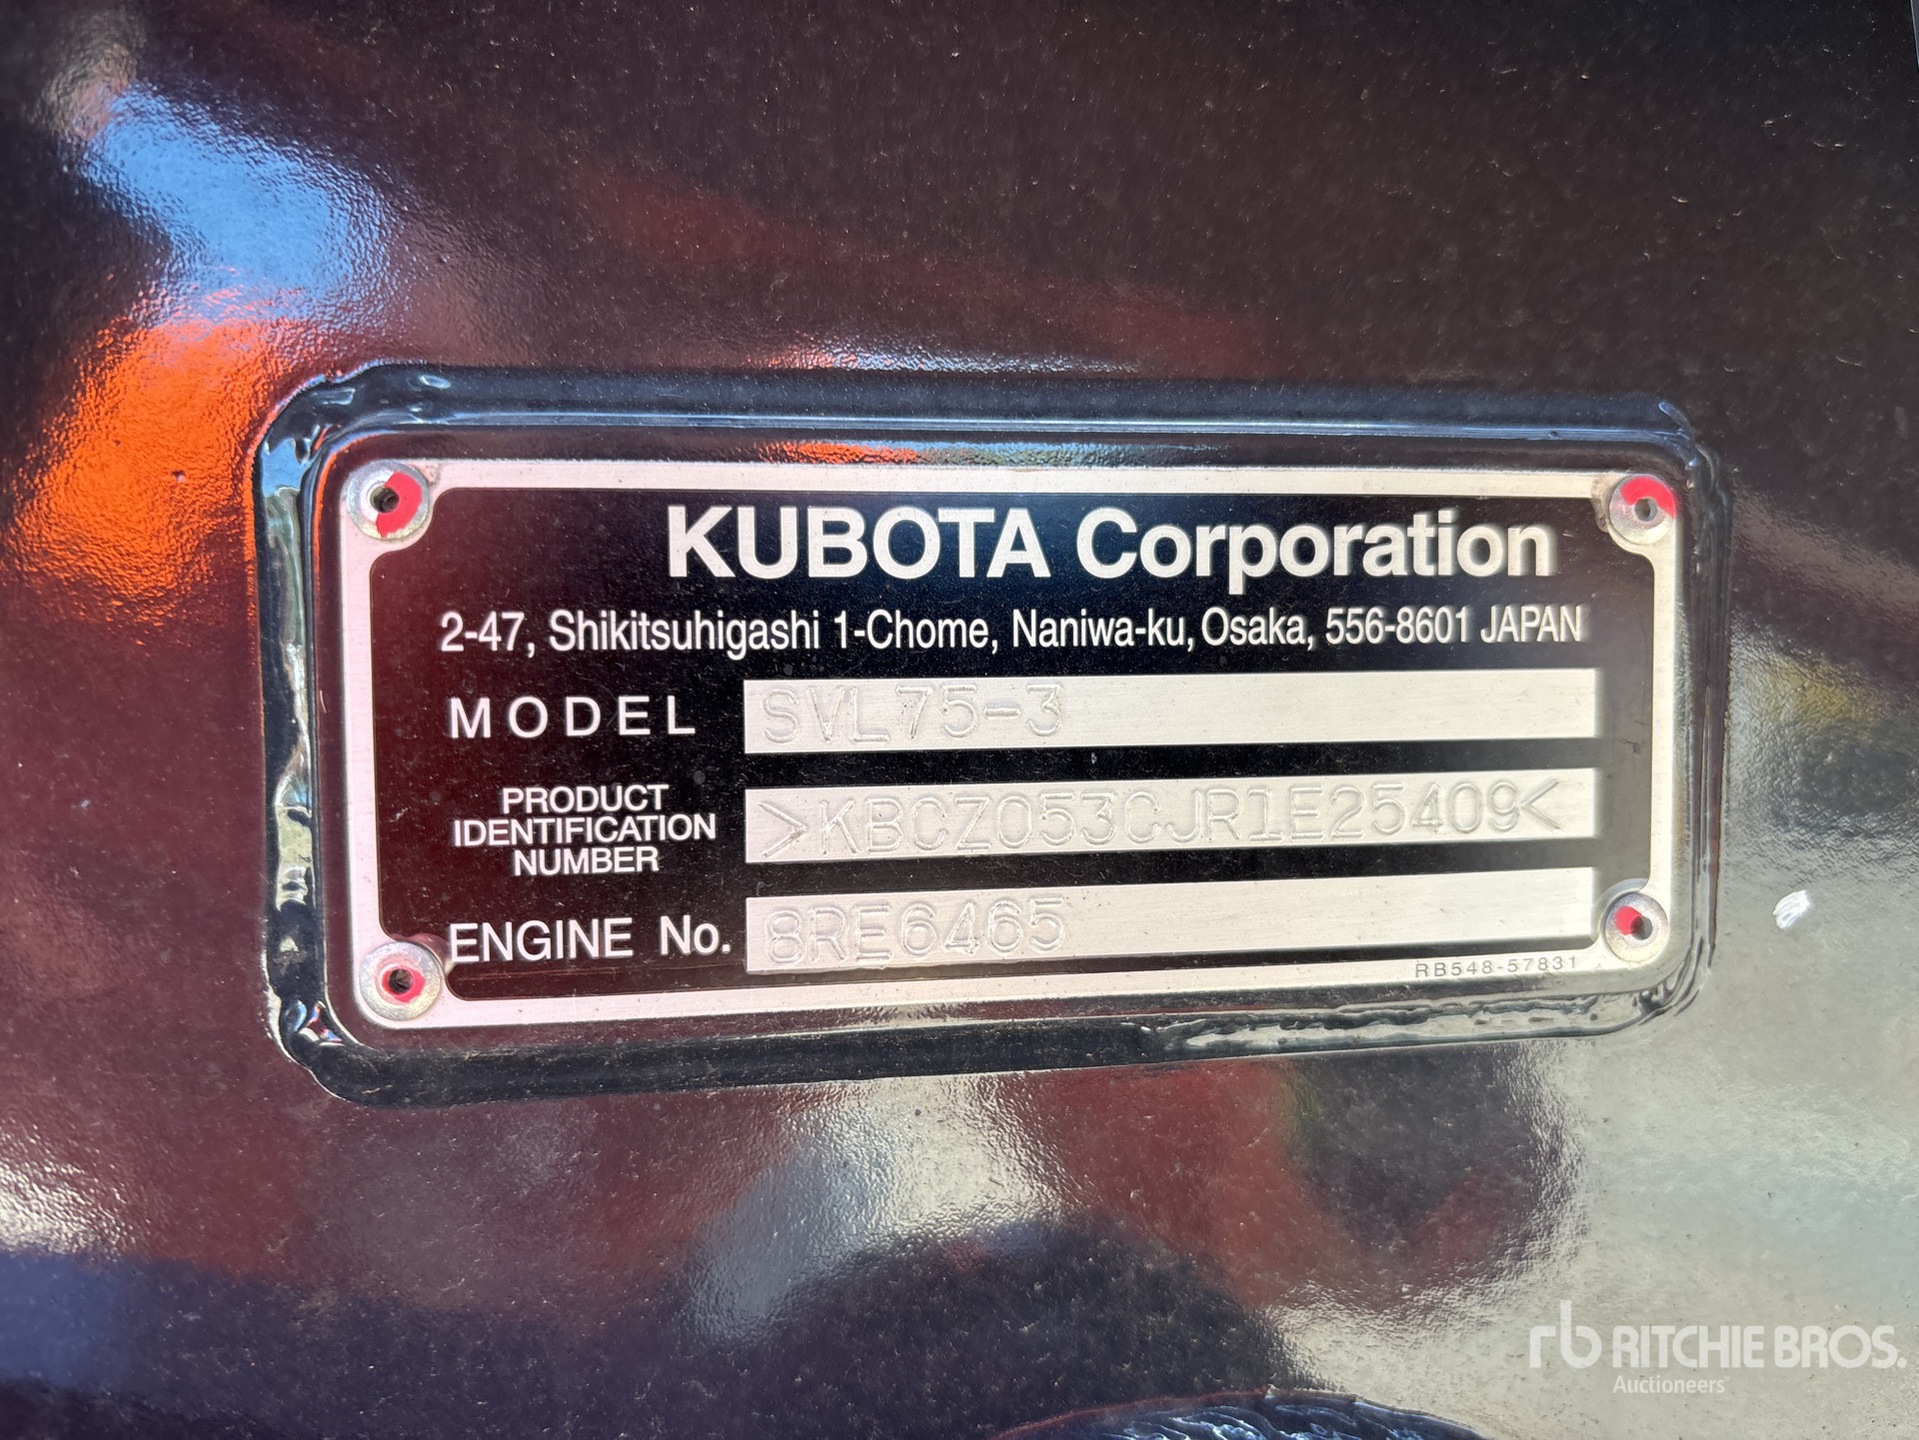 KUBOTA Corporation
2-47, Shikitsuhigashi 1-Chome, Naniwa-ku, Osaka, 556-8601 JAPAN
MODEL SVL75-3
PRODUCT
IDENTIFICATION
NUMBER
>KBCZ053CJR1E25409<
ENGINE No. 8RE6465
RB548-57831
rb RITCHIE BROS.
Auctioneers